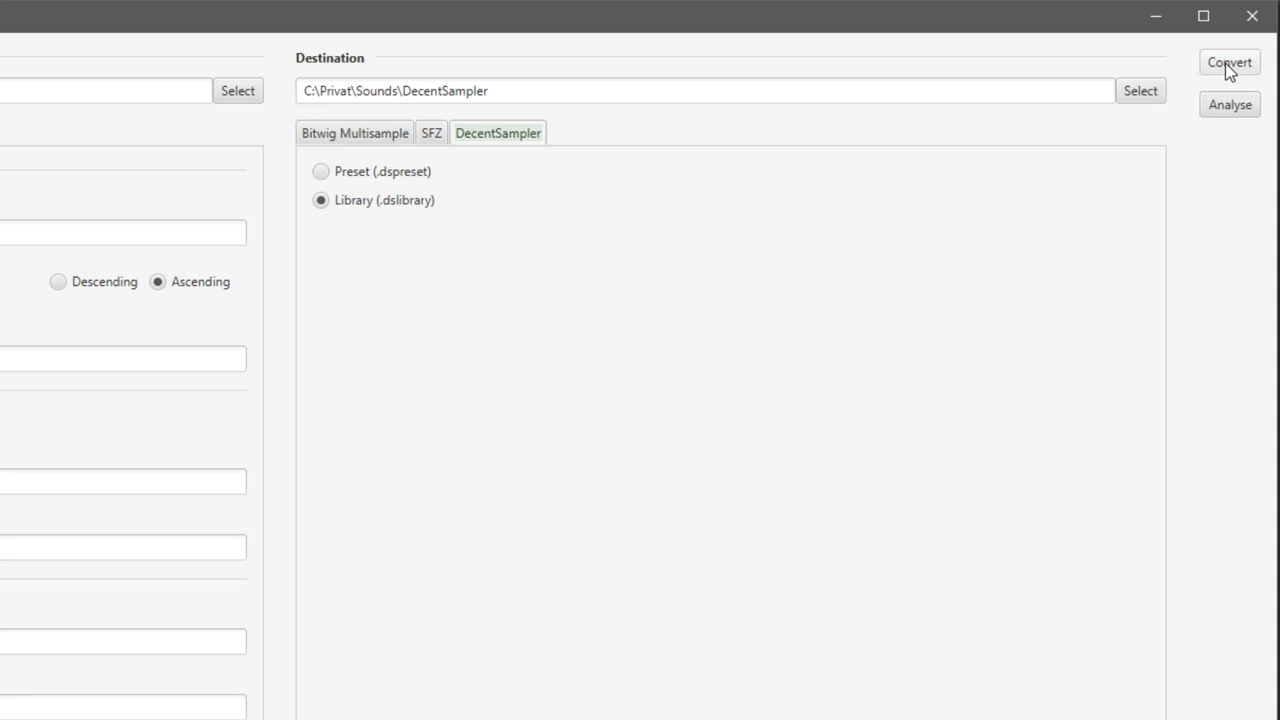 Destination
Convert
Select
C:\Privat\Sounds\DecentSampler
Select
Analyse
Bitwig Multisample
SFZ
DecentSampler
Preset (.dspreset)
Library (.dslibrary)
Descending
Ascending